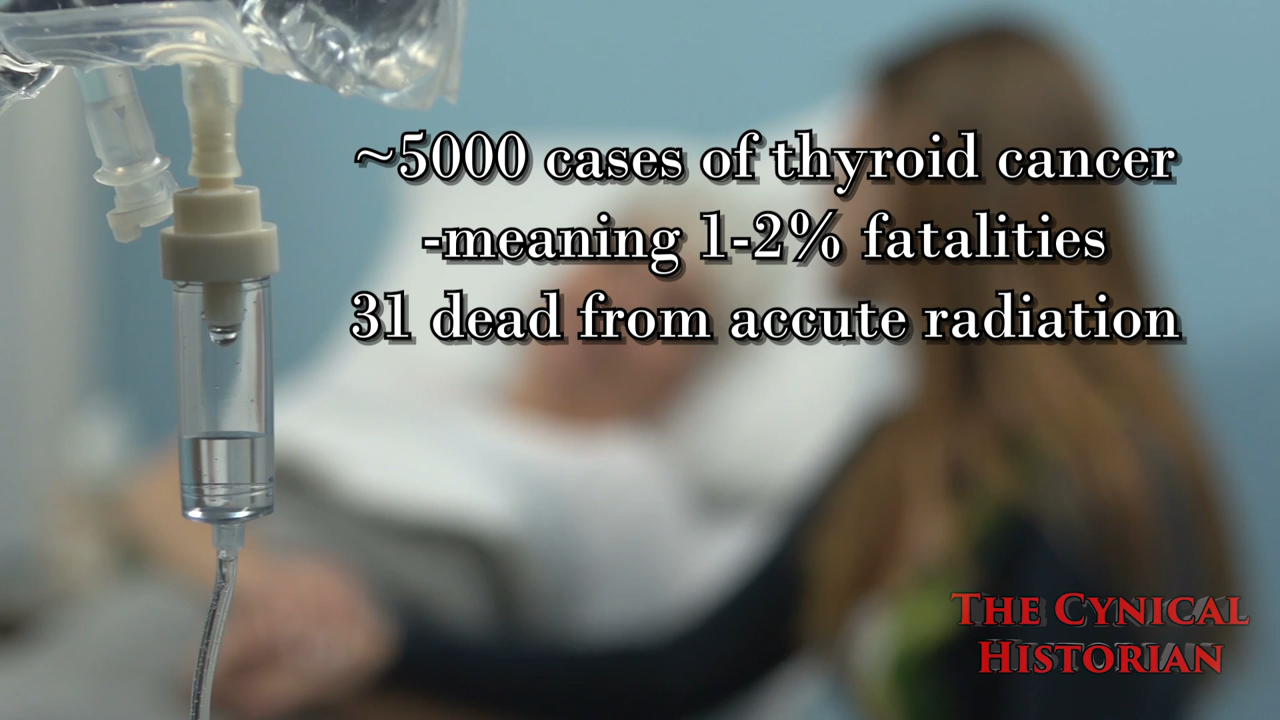 ~5000 cases of thyroid cancer
-meaning 1-2% fatalities
31 dead from accute radiation
The Cynical
Historian